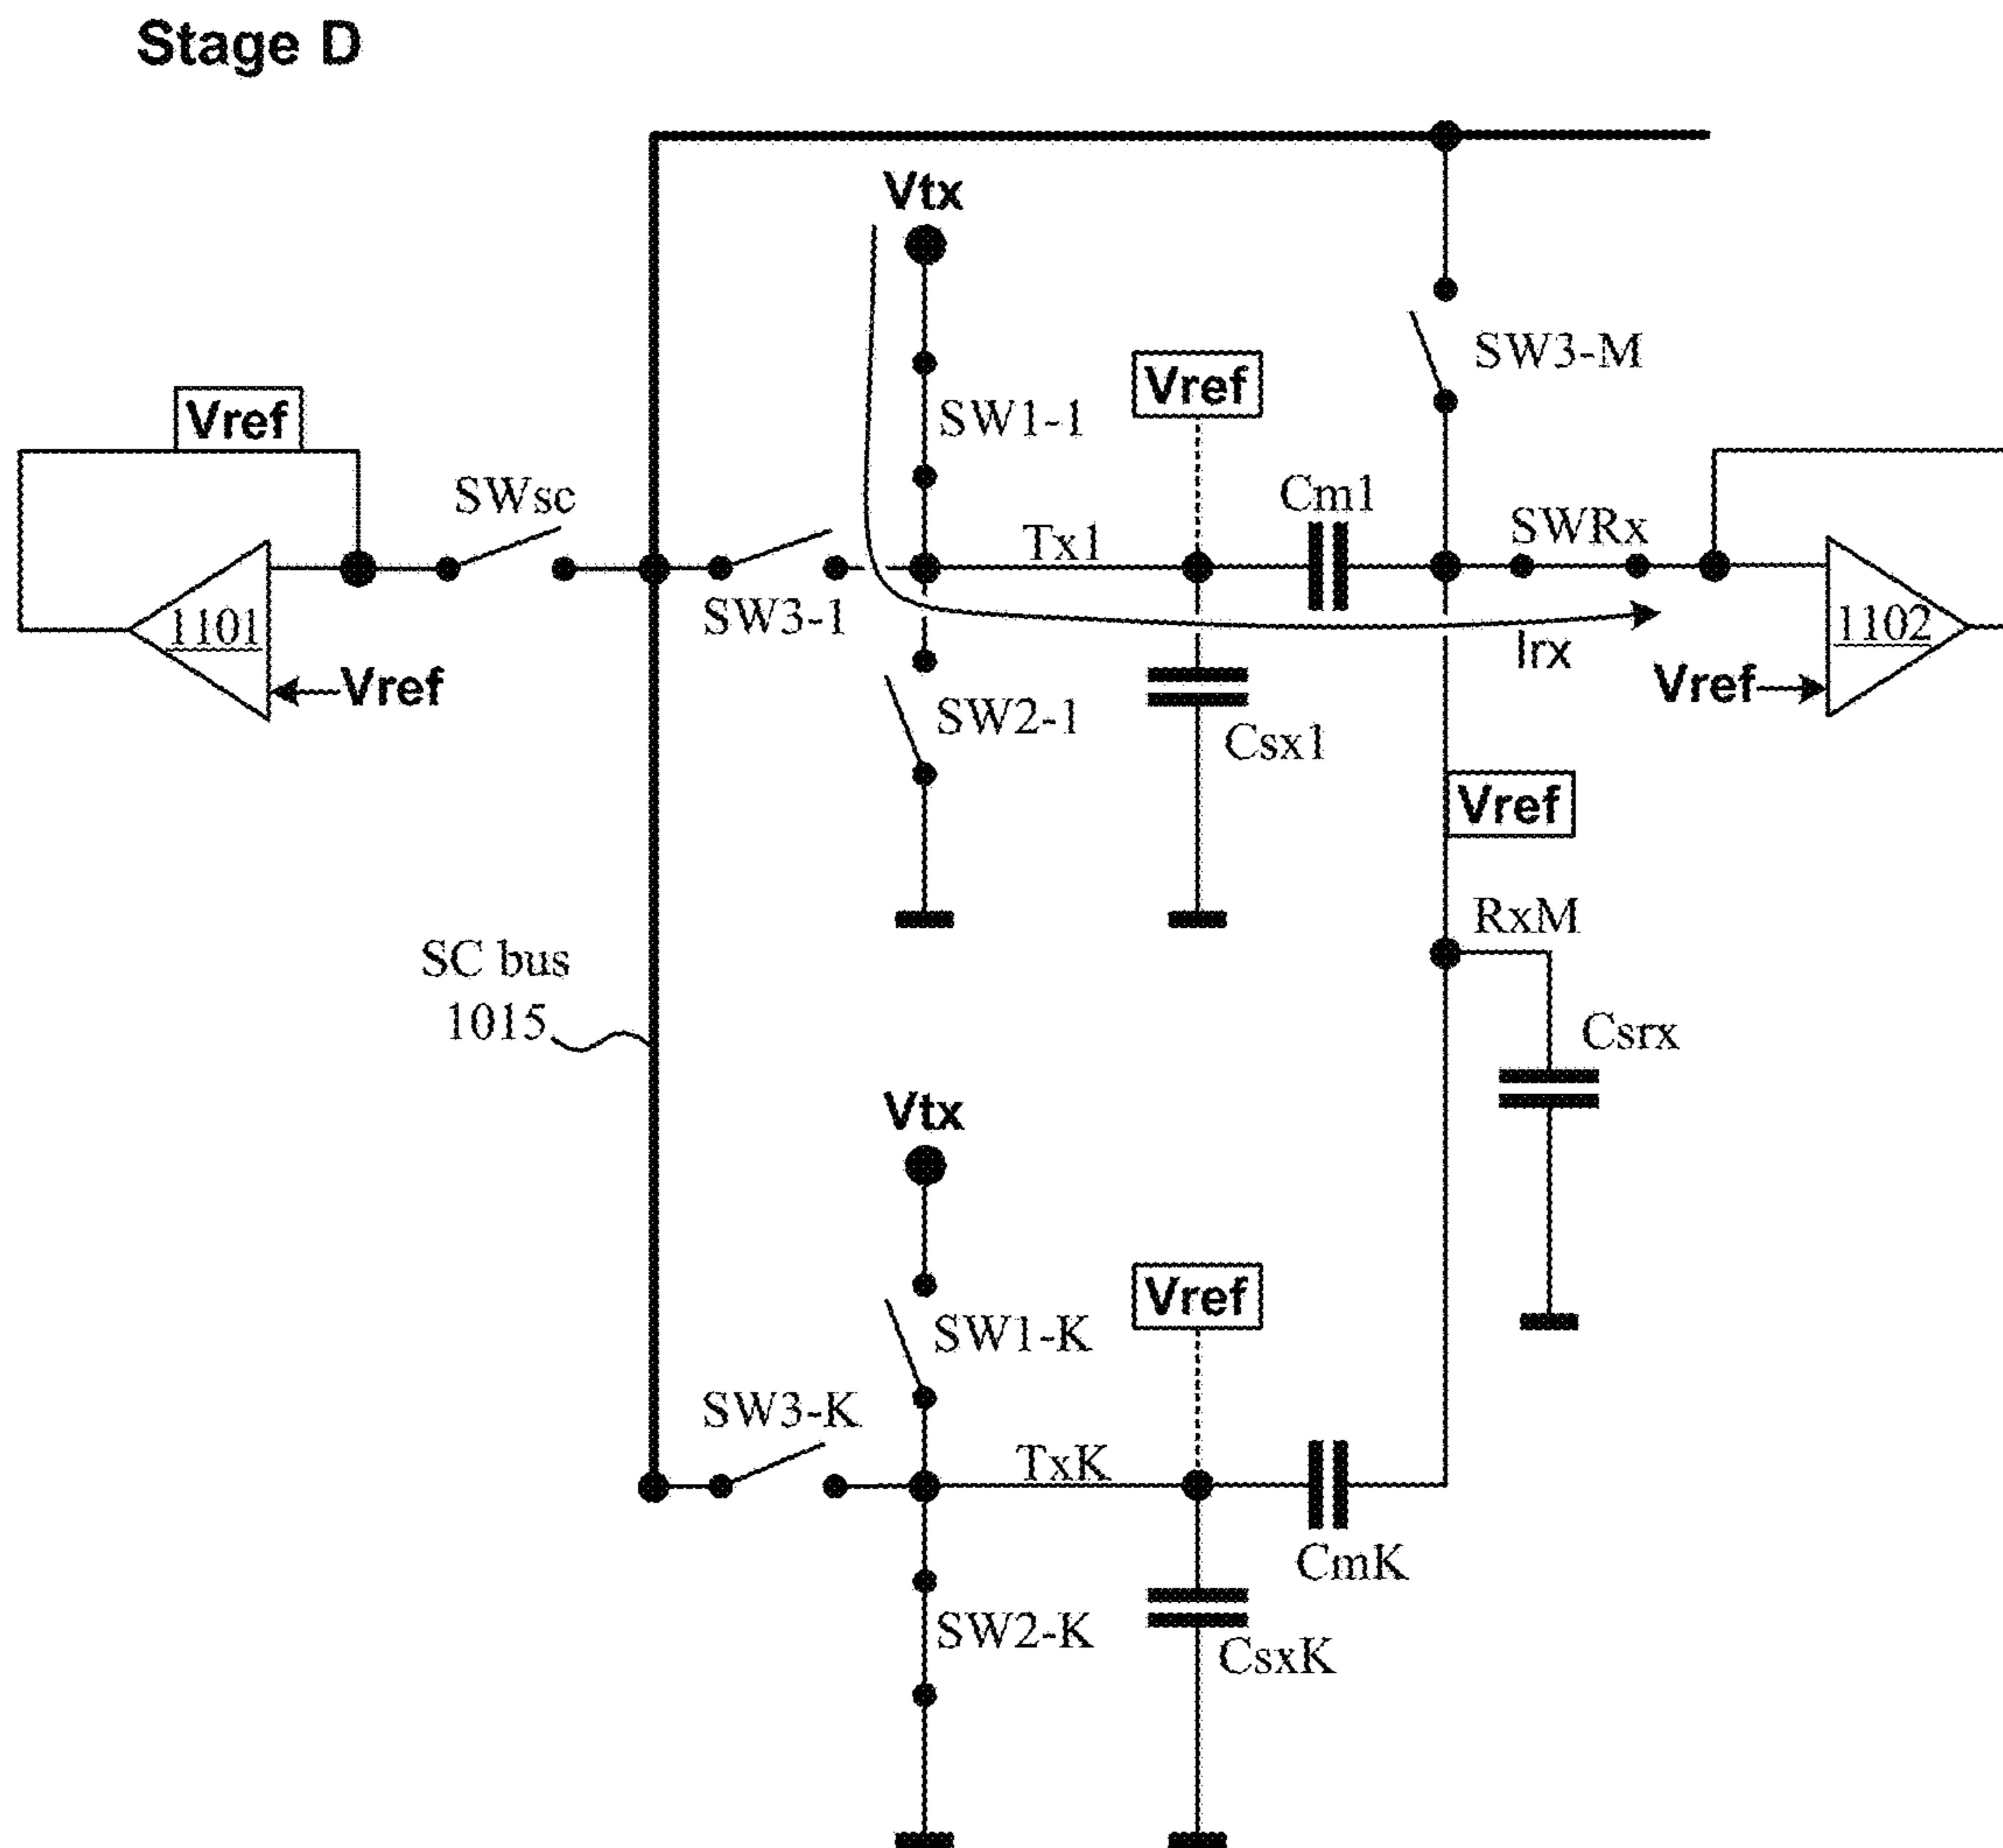 Stage D
Vtx
SW3-M
Vref
SW1-1
Vref
SWsc
Cm1
SWRx
Tx1
1101
SW3-1
1102
Irx
Vref
Vref
SW2-1
Csx1
Vref
RxM
SC bus
1015
Csrx
Vtx
Vref
SW1-K
SW3-K
TxK
CmK
SW2-K
CsxK